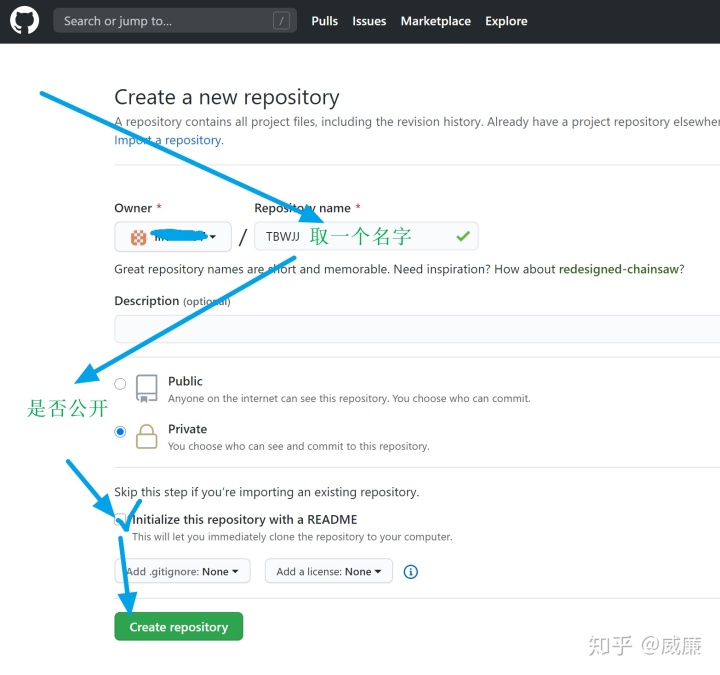 Search or jump to... / Pulls Issues Marketplace Explore
Create a new repository
A repository contains all project files, including the revision history. Already have a project repository elsewher
Import a repository.
Owner * Repository name *
/ TBWJJ 取一个名字
Great repository names are short and memorable. Need inspiration? How about redesigned-chainsaw?
Description (optional)
Public
Anyone on the internet can see this repository. You choose who can commit.
是否公开
Private
You choose who can see and commit to this repository.
Skip this step if you're importing an existing repository.
Initialize this repository with a README
This will let you immediately clone the repository to your computer.
Add .gitignore: None Add a license: None
Create repository
知乎 @威廉